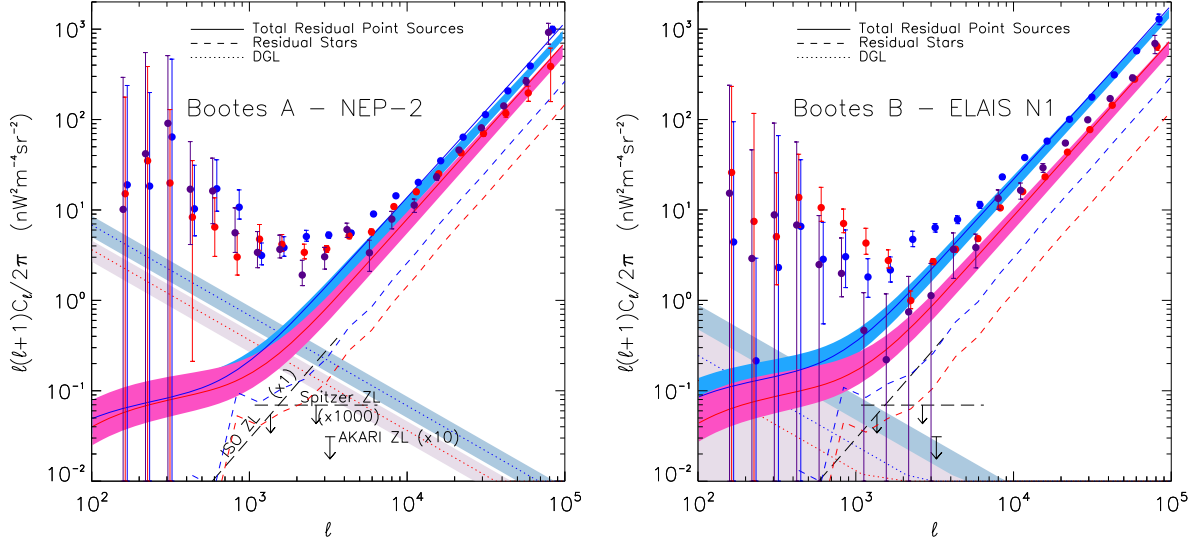 Total Residual Point Sources
Residual Stars
DGL
Bootes A – NEP-2
10³
10²
10¹
10⁰
10⁻¹
10⁻²
ℓ(ℓ+1)Cℓ/2π (nW²m⁻⁴sr⁻²)
ISO ZL (×1)
Spitzer ZL
(×1000)
AKARI ZL (×10)
10² 10³ 10⁴ 10⁵
ℓ
Total Residual Point Sources
Residual Stars
DGL
Bootes B – ELAIS N1
10³
10²
10¹
10⁰
10⁻¹
10⁻²
ℓ(ℓ+1)Cℓ/2π (nW²m⁻⁴sr⁻²)
10² 10³ 10⁴ 10⁵
ℓ